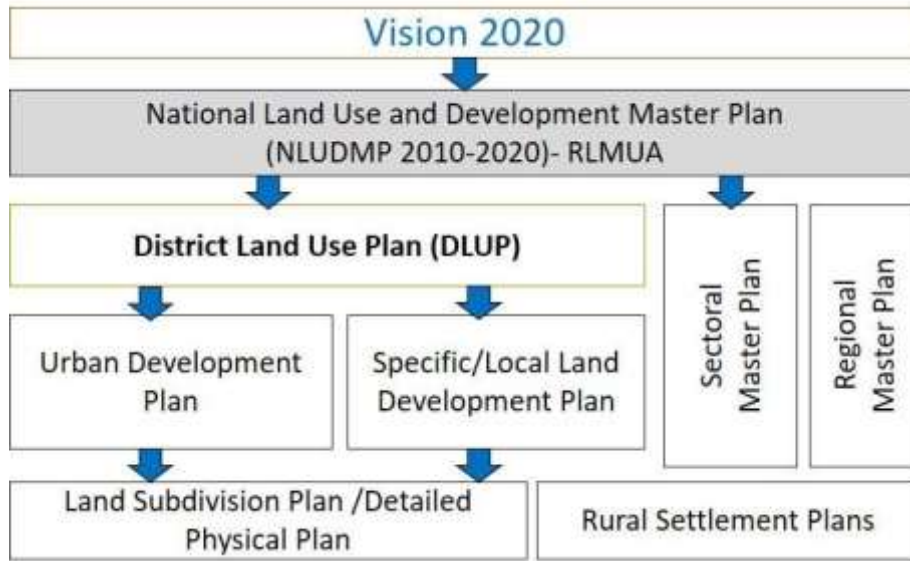 Vision 2020
National Land Use and Development Master Plan
(NLUDMP 2010-2020)- RLMUA
District Land Use Plan (DLUP)
Sectoral
Master Plan
Regional
Master Plan
Urban Development
Plan
Specific/Local Land
Development Plan
Land Subdivision Plan /Detailed
Physical Plan
Rural Settlement Plans